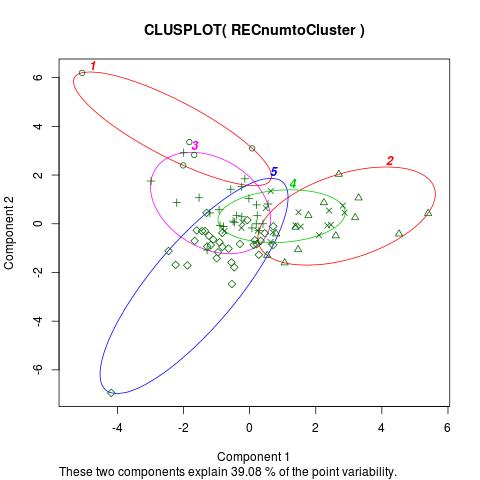 CLUSPLOT( RECnumtoCluster )
1
2
3
5
4
6
4
2
0
-2
-4
-6
Component 2
-4 -2 0 2 4 6
Component 1
These two components explain 39.08 % of the point variability.